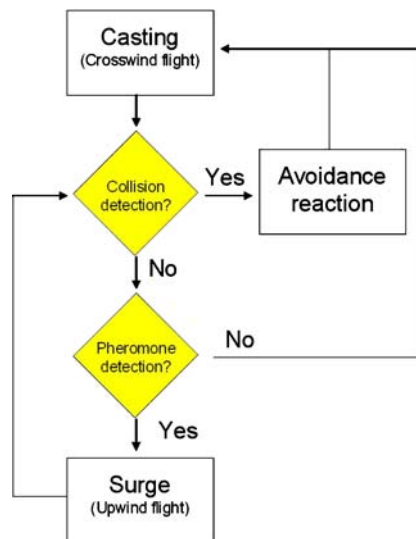 Casting
(Crosswind flight)
Collision
detection?
Yes
Avoidance
reaction
No
Pheromone
detection?
No
Yes
Surge
(Upwind flight)